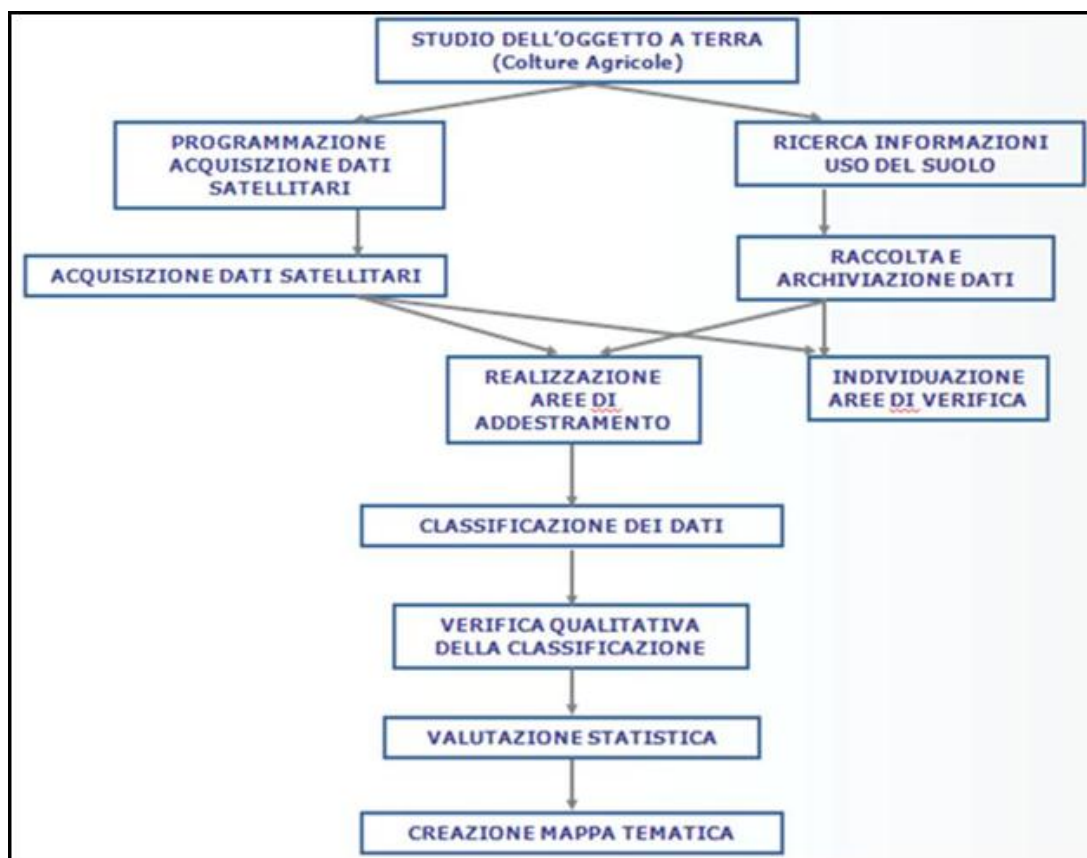 STUDIO DELL'OGGETTO A TERRA
(Colture Agricole)
PROGRAMMAZIONE
ACQUISIZIONE DATI
SATELLITARI
RICERCA INFORMAZIONI
USO DEL SUOLO
ACQUISIZIONE DATI SATELLITARI
RACCOLTA E
ARCHIVIAZIONE DATI
REALIZZAZIONE
AREE DI
ADDESTRAMENTO
INDIVIDUAZIONE
AREE DI VERIFICA
CLASSIFICAZIONE DEI DATI
VERIFICA QUALITATIVA
DELLA CLASSIFICAZIONE
VALUTAZIONE STATISTICA
CREAZIONE MAPPA TEMATICA